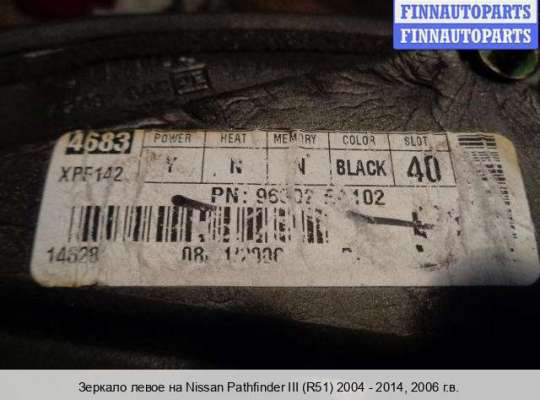 FINNAUTOPARTS
FINNAUTOPARTS
4683 POWER HEAT MEMORY COLOR SLOT
XPF142 Y N N BLACK 40
PN:
14628
Зеркало левое на Nissan Pathfinder III (R51) 2004 - 2014, 2006 г.в.